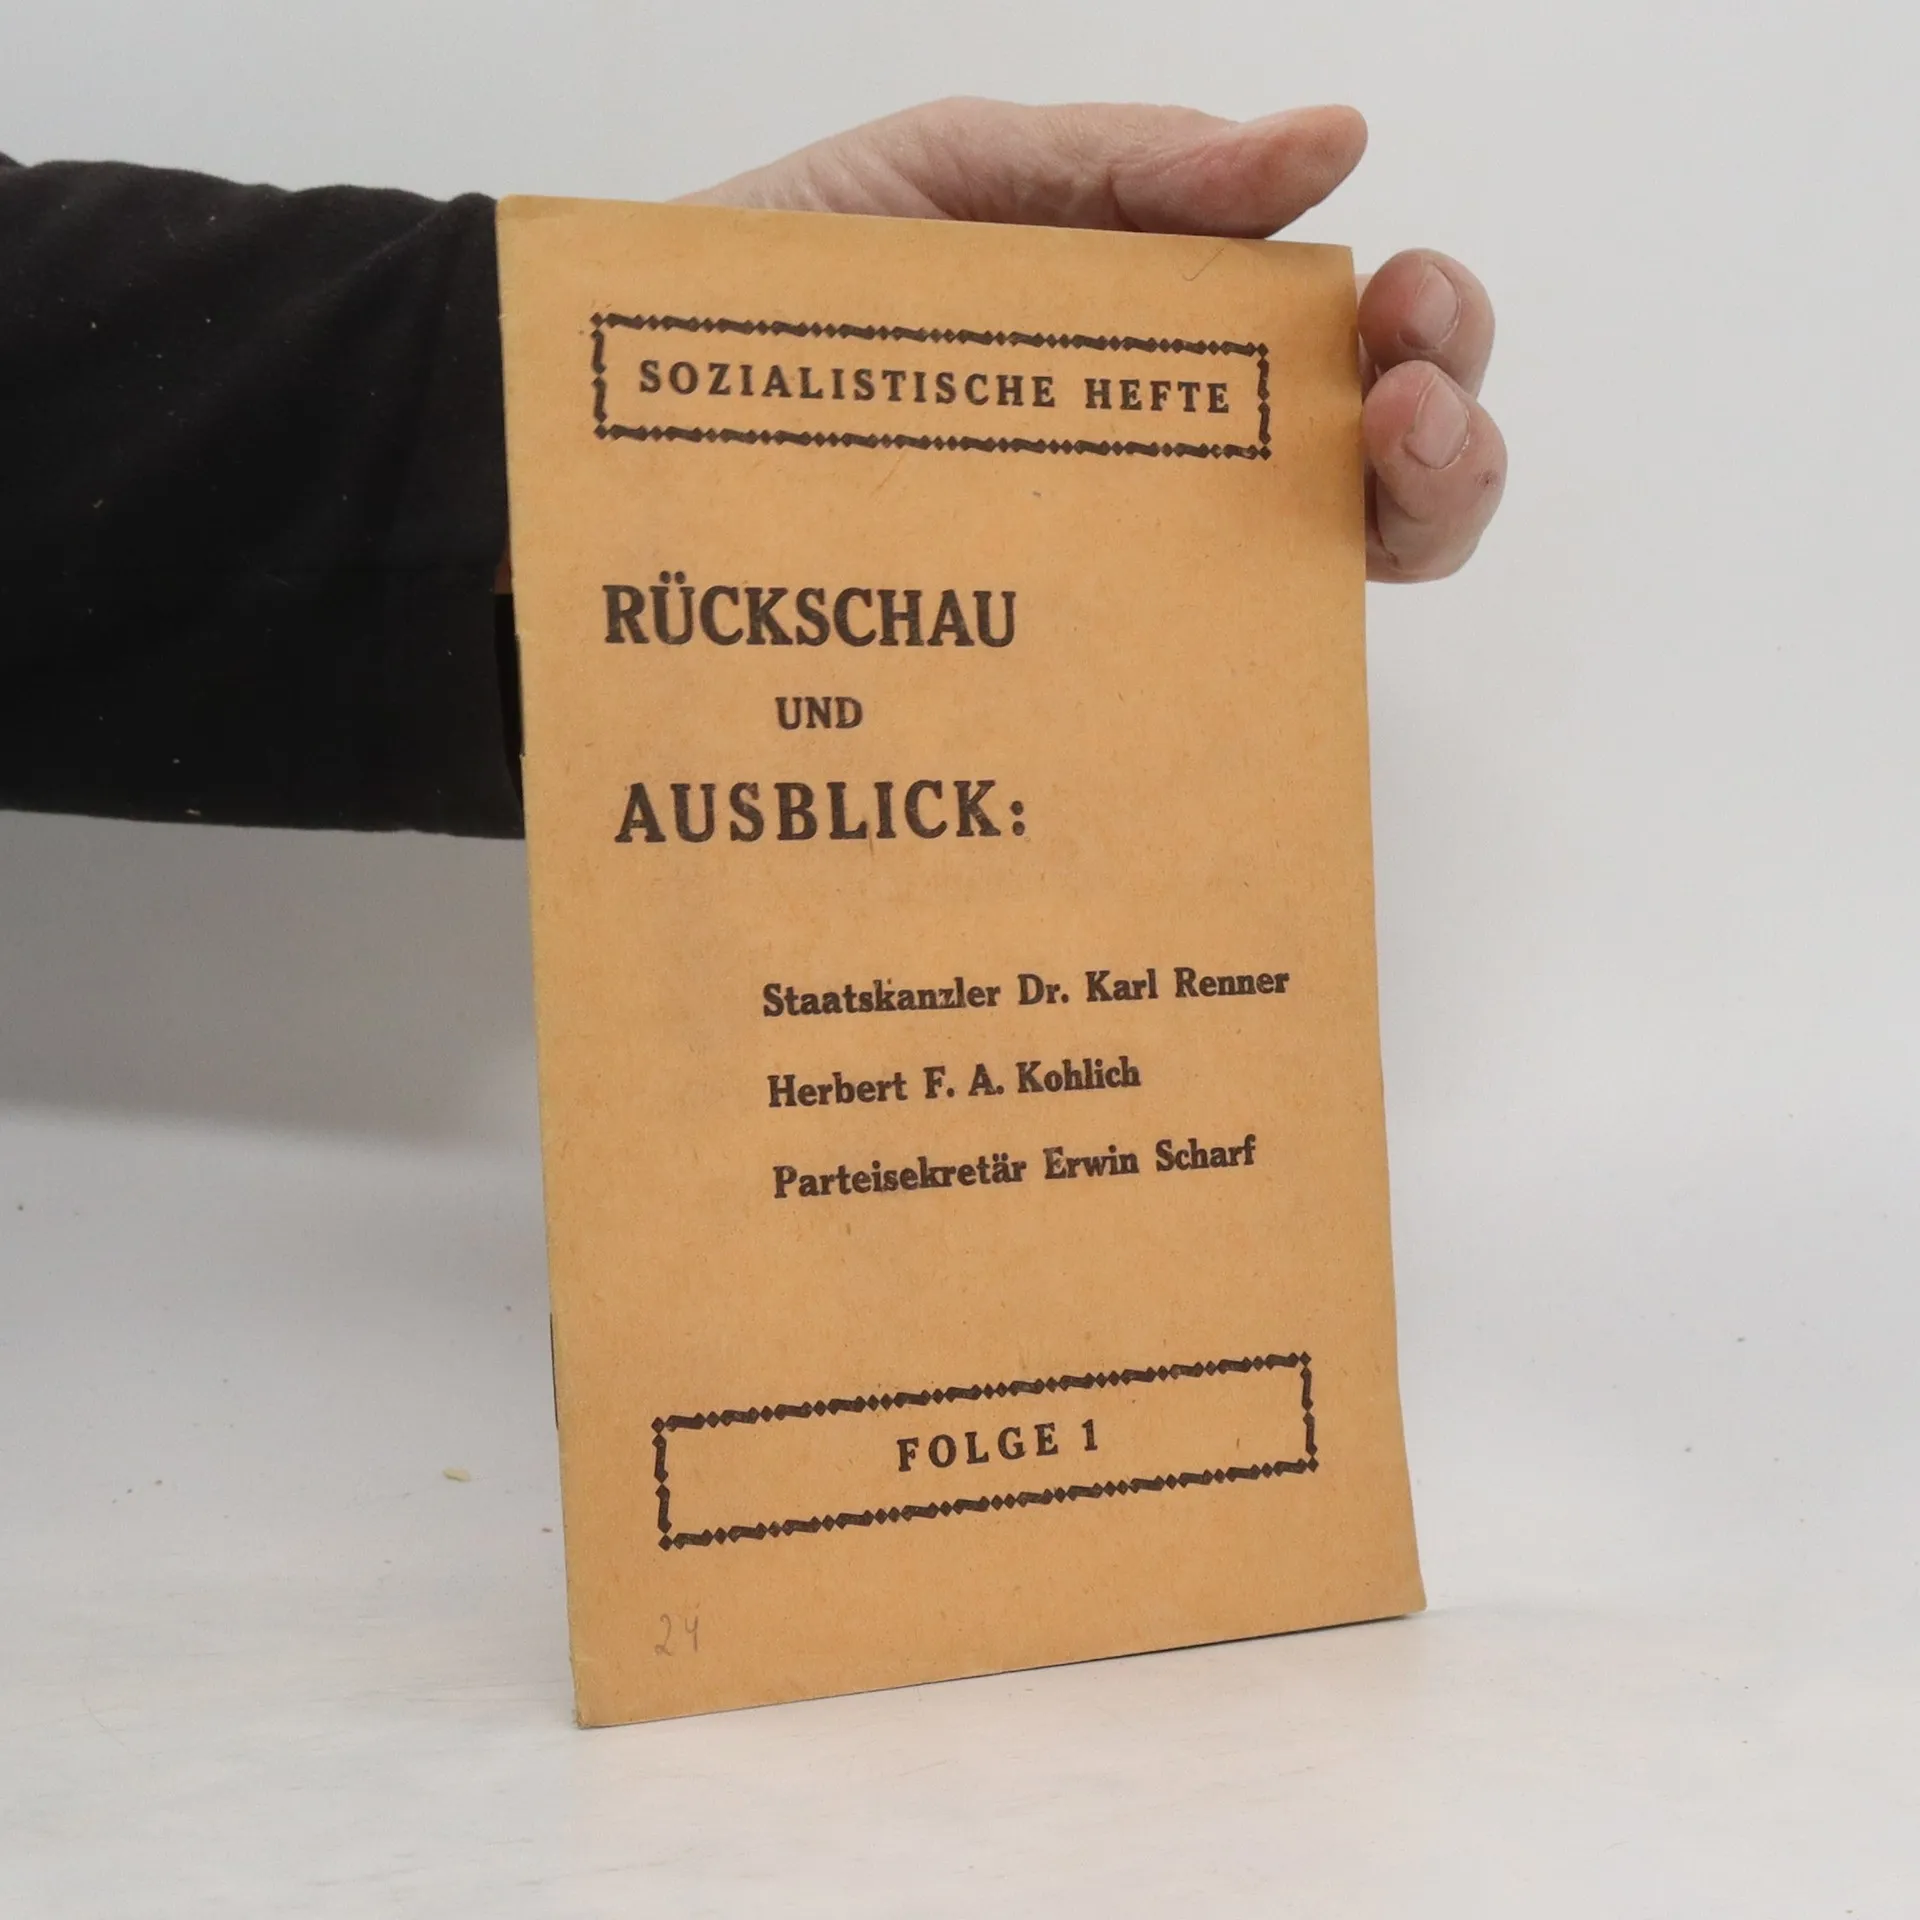 SOZIALISTISCHE HEFTE
RÜCKSCHAU
UND
AUSBLICK:
Staatskanzler Dr. Karl Renner
Herbert F. A. Kohlich
Parteisekretär Erwin Scharf
FOLGE 1
24